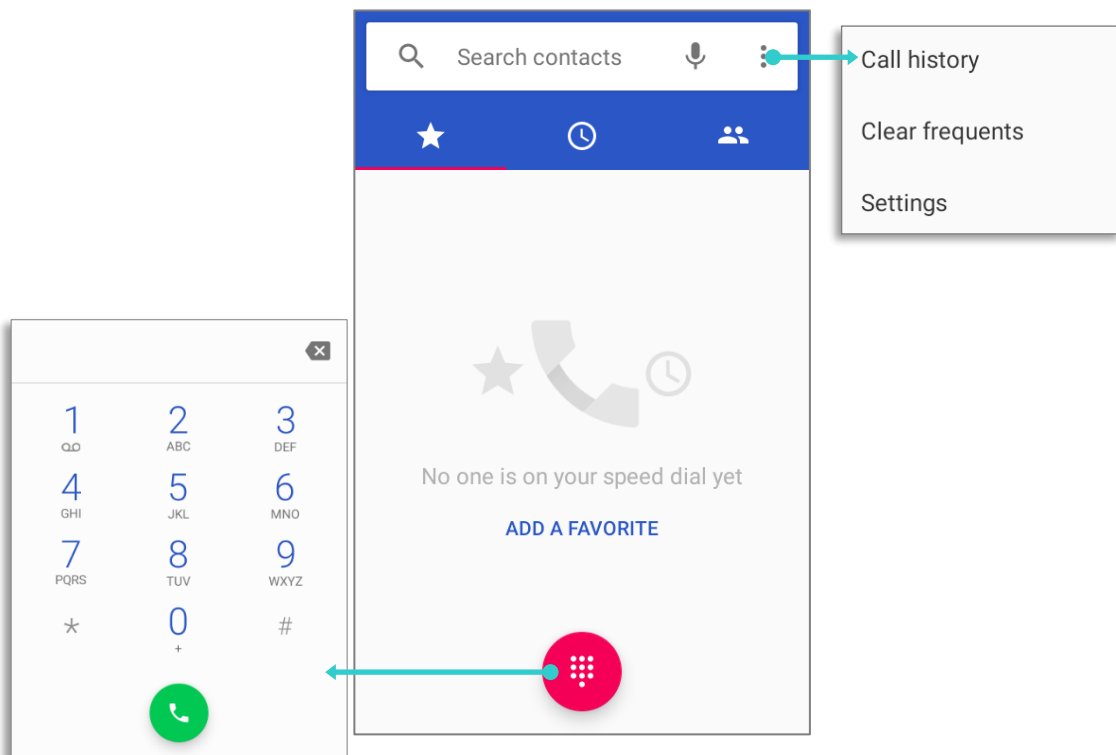 Search contacts
Call history
Clear frequents
Settings
No one is on your speed dial yet
ADD A FAVORITE
1 2 3
ABC DEF
4 5 6
GHI JKL MNO
7 8 9
PQRS TUV WXYZ
* 0 #
+